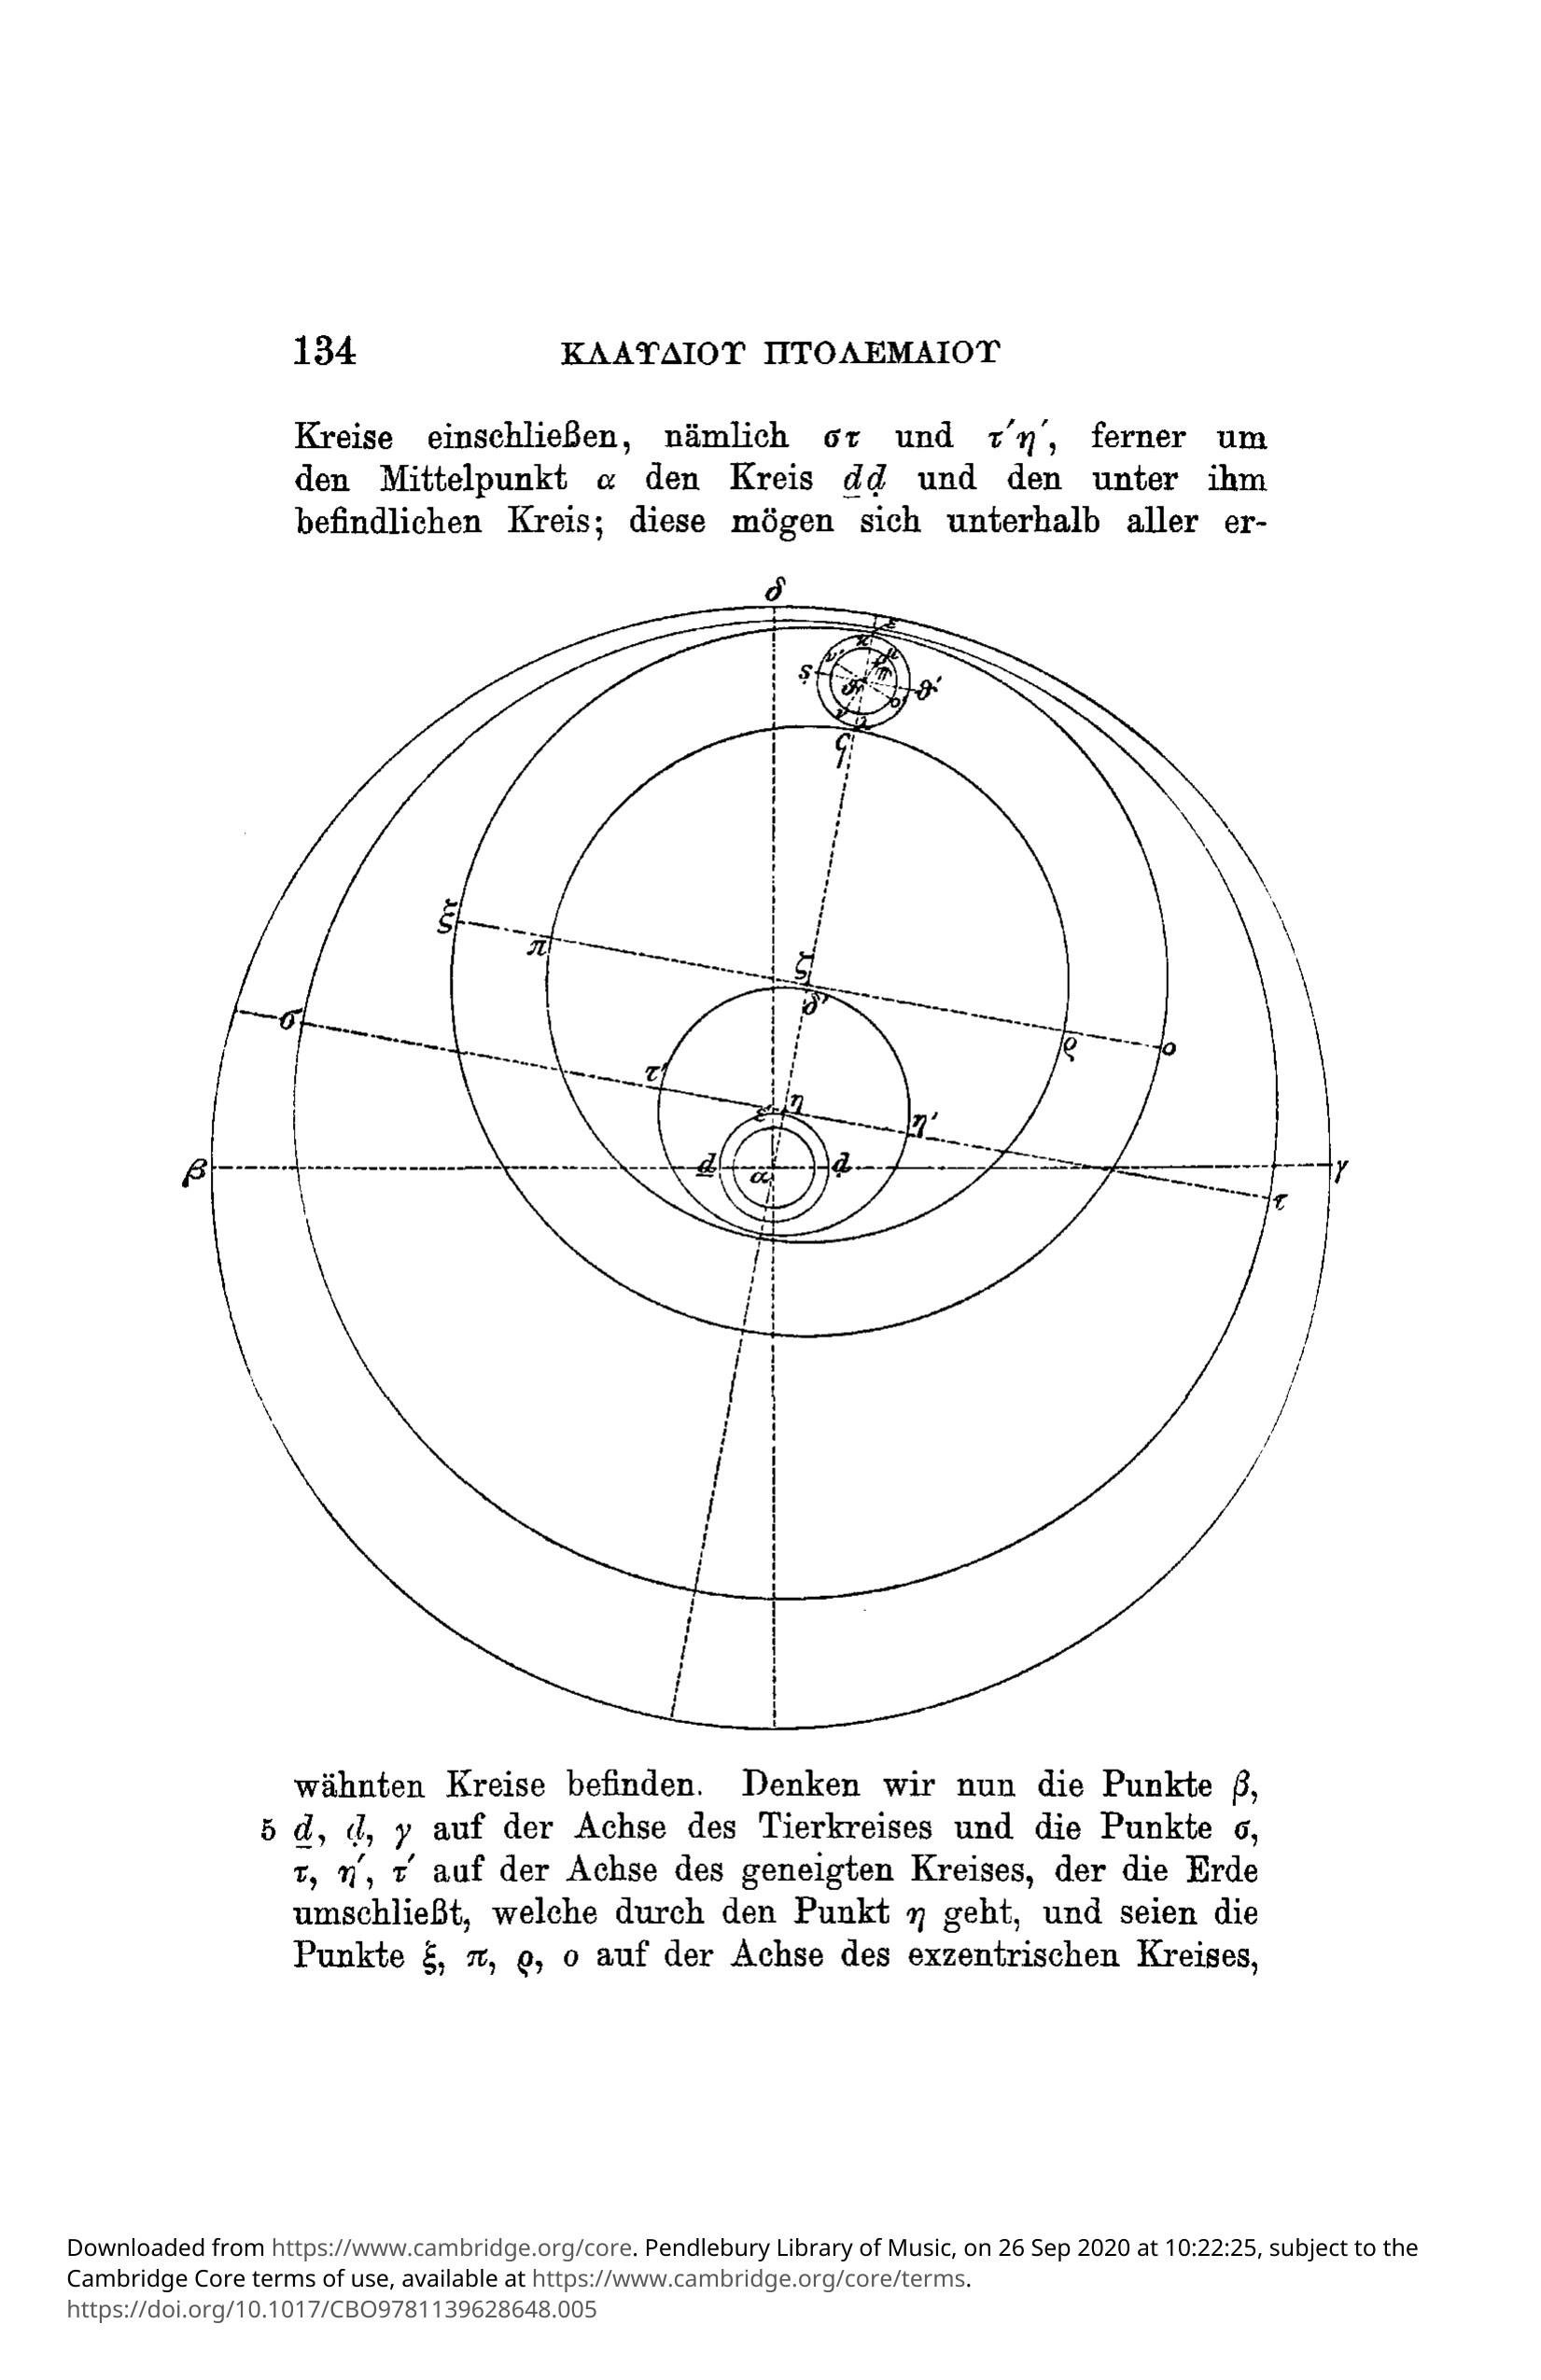 134 ΚΛΑΥΔΙΟΥ ΠΤΟΛΕΜΑΙΟΥ
Kreise einschließen, nämlich στ und τ′η′, ferner um
den Mittelpunkt α den Kreis d̲ḍ und den unter ihm
befindlichen Kreis; diese mögen sich unterhalb aller er-
δ
ε
κ
ν′ μ
ς ϑ′
ϑ ο′
ν λ
ϛ
ξ
π
ζ
δ′
σ
ϱ ο
τ′
ε′ η
η′
β d̲ α ḍ γ
τ
wähnten Kreise befinden. Denken wir nun die Punkte β,
5 d̲, ḍ, γ auf der Achse des Tierkreises und die Punkte σ,
τ, η′, τ′ auf der Achse des geneigten Kreises, der die Erde
umschließt, welche durch den Punkt η geht, und seien die
Punkte ξ, π, ϱ, ο auf der Achse des exzentrischen Kreises,
Downloaded from https://www.cambridge.org/core. Pendlebury Library of Music, on 26 Sep 2020 at 10:22:25, subject to the
Cambridge Core terms of use, available at https://www.cambridge.org/core/terms.
https://doi.org/10.1017/CBO9781139628648.005